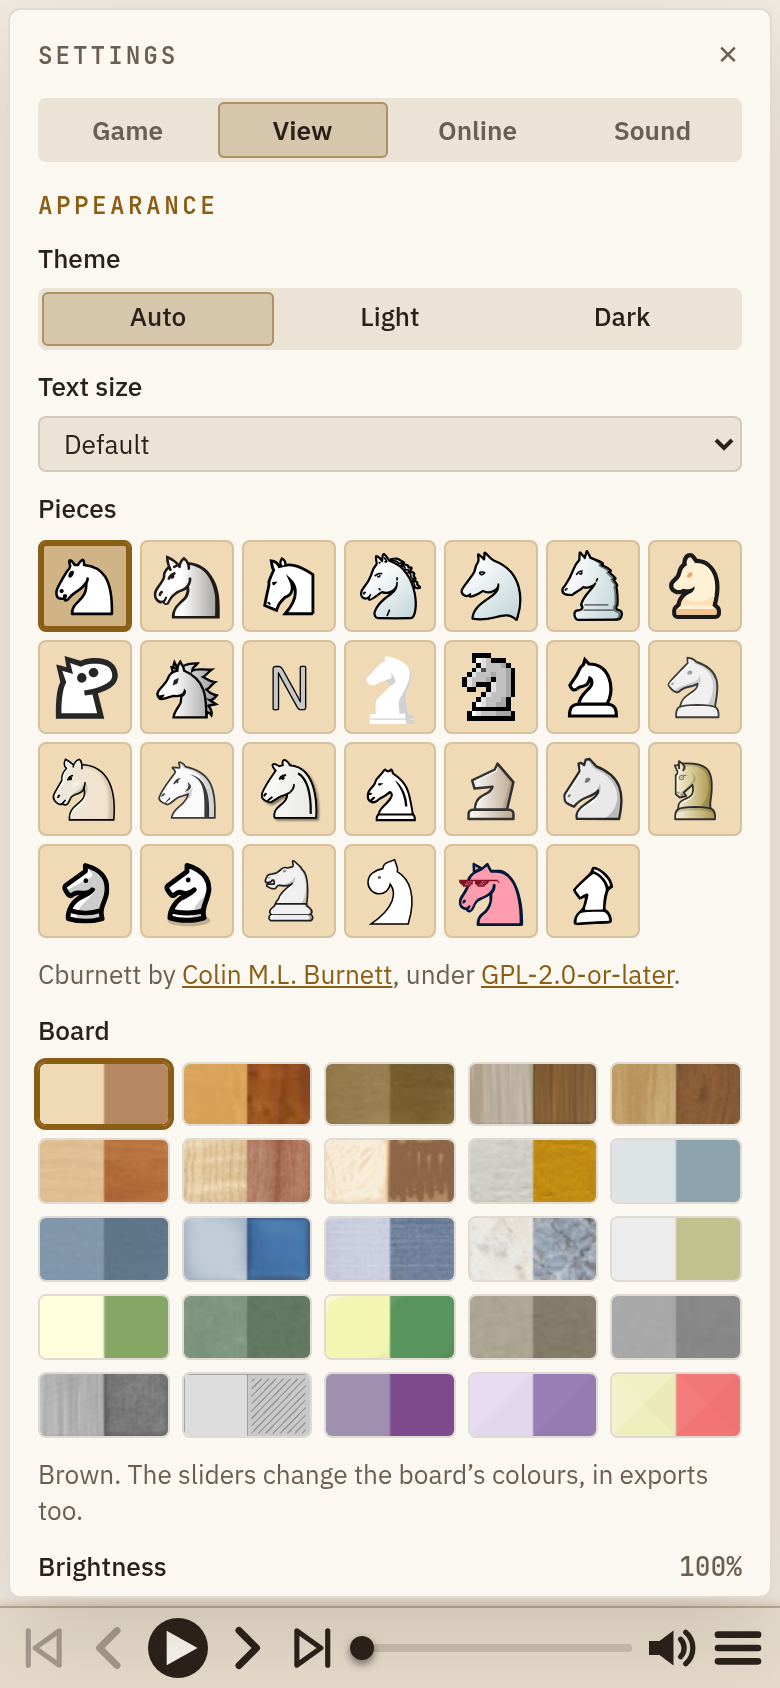 SETTINGS
Game View Online Sound
APPEARANCE
Theme
Auto Light Dark
Text size
Default
Pieces
N
Cburnett by Colin M.L. Burnett, under GPL-2.0-or-later.
Board
Brown. The sliders change the board’s colours, in exports
too.
Brightness 100%